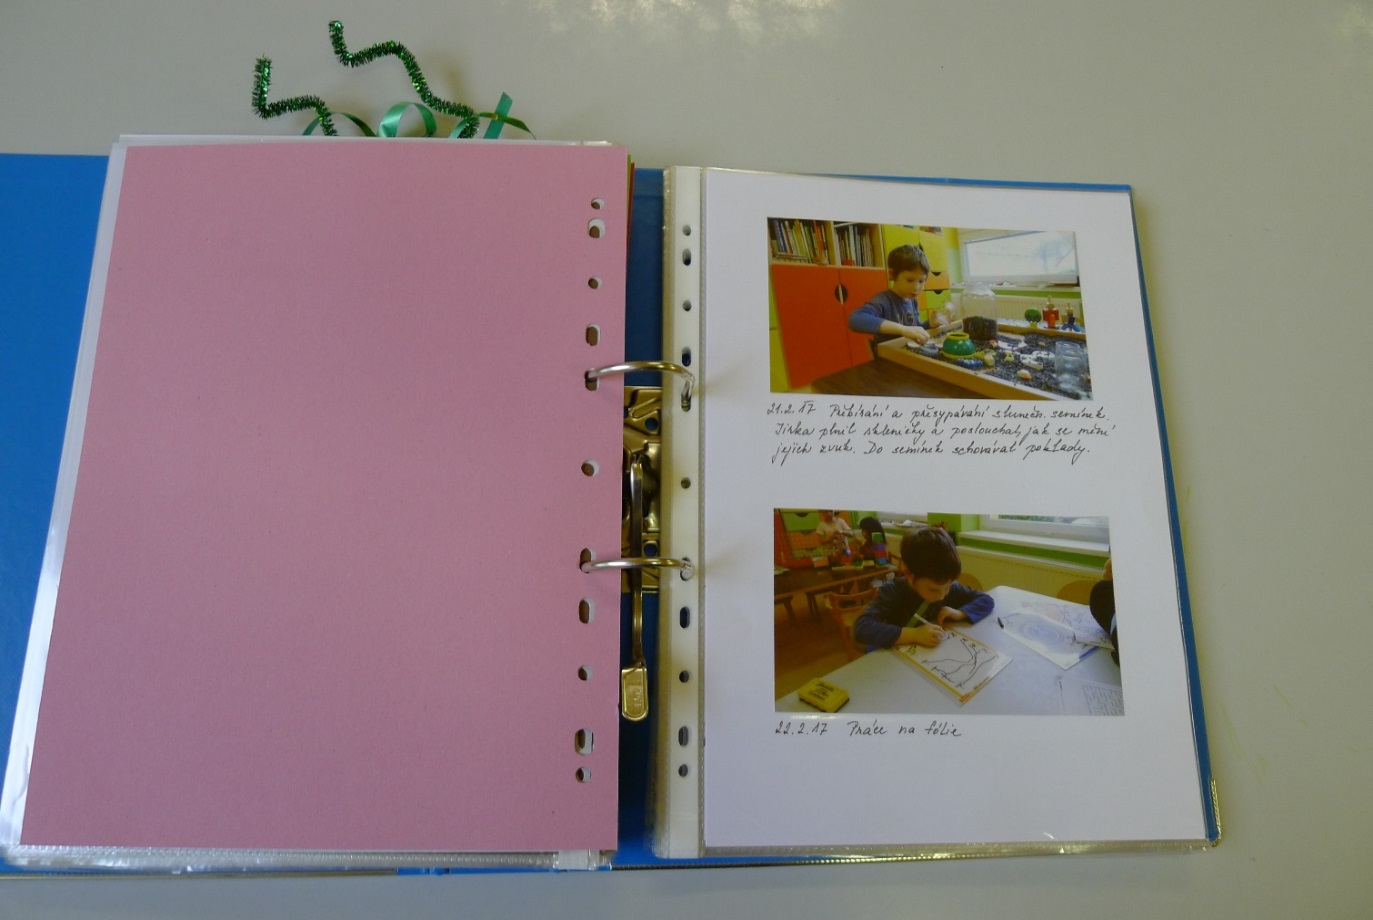 21.2.17 Přebírání a přesypávání slunečn. semínek.
Jirka plnil skleničky a poslouchal, jak se mění
jejich zvuk. Do semínek schovával poklady.
22.2.17 Práce na fólie